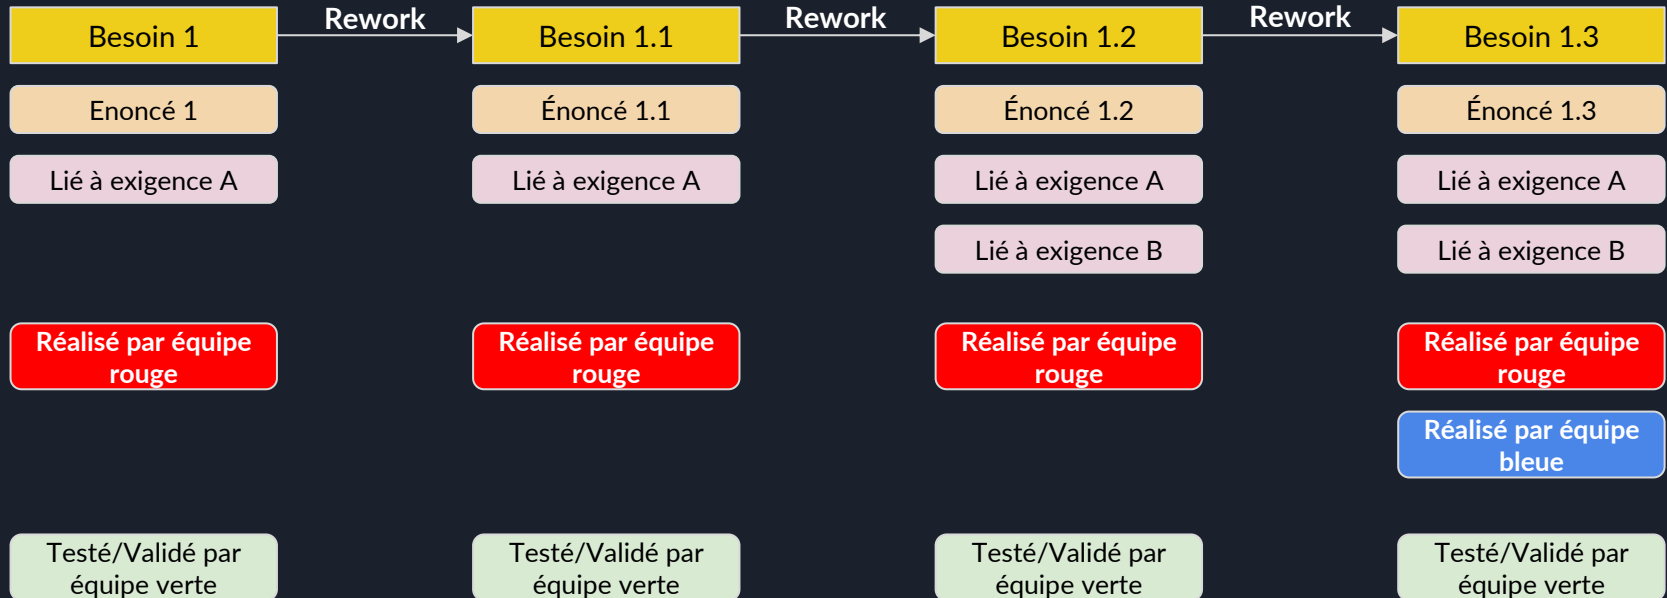 Besoin 1
Rework
Besoin 1.1
Rework
Besoin 1.2
Rework
Besoin 1.3
Enoncé 1
Énoncé 1.1
Énoncé 1.2
Énoncé 1.3
Lié à exigence A
Lié à exigence A
Lié à exigence A
Lié à exigence A
Lié à exigence B
Lié à exigence B
Réalisé par équipe
rouge
Réalisé par équipe
rouge
Réalisé par équipe
rouge
Réalisé par équipe
rouge
Réalisé par équipe
bleue
Testé/Validé par
équipe verte
Testé/Validé par
équipe verte
Testé/Validé par
équipe verte
Testé/Validé par
équipe verte